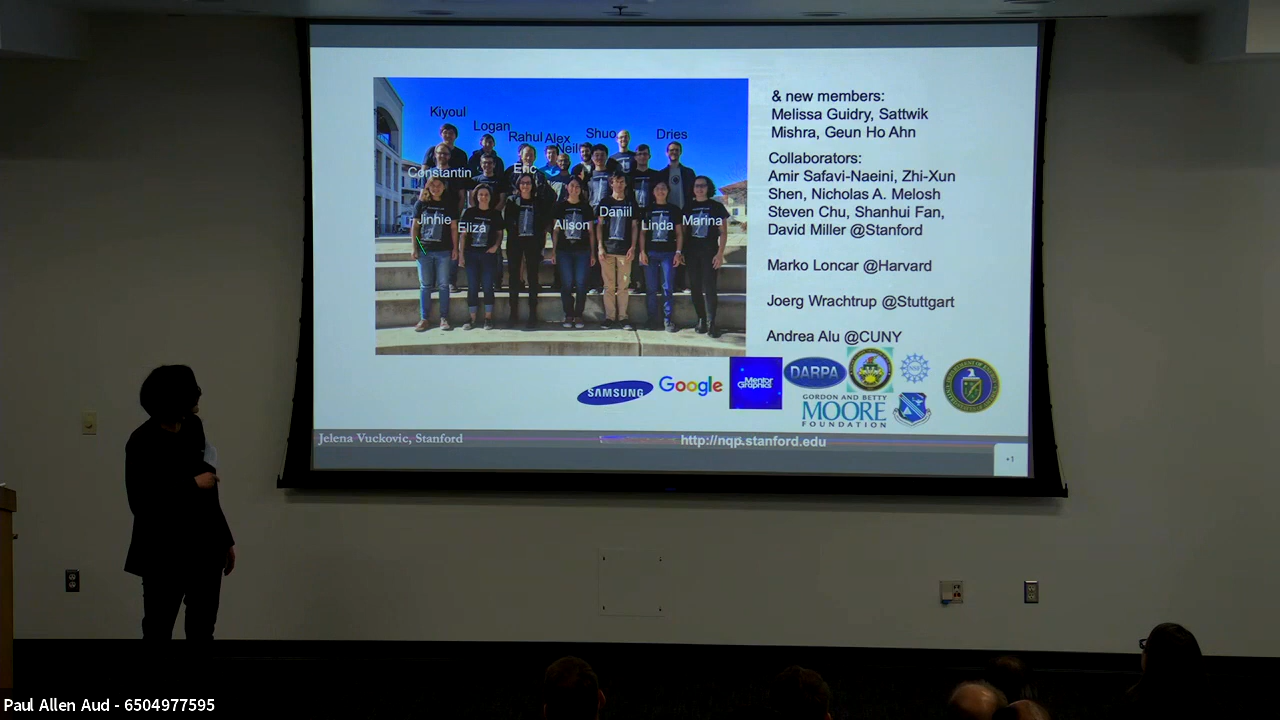 & new members:
Melissa Guidry, Sattwik
Mishra, Geun Ho Ahn
Collaborators:
Amir Safavi-Naeini, Zhi-Xun
Shen, Nicholas A. Melosh
Steven Chu, Shanhui Fan,
David Miller @Stanford
Marko Loncar @Harvard
Joerg Wrachtrup @Stuttgart
Andrea Alu @CUNY
Kiyoul
Logan
Rahul
Alex
Neil
Shuo
Dries
Constantin
Eric
Jinhie
Eliza
Alison
Daniil
Linda
Marina
SAMSUNG
Google
Mentor
Graphics
DARPA
NSF
GORDON AND BETTY
MOORE
FOUNDATION
Jelena Vuckovic, Stanford
http://nqp.stanford.edu
+1
Paul Allen Aud - 6504977595